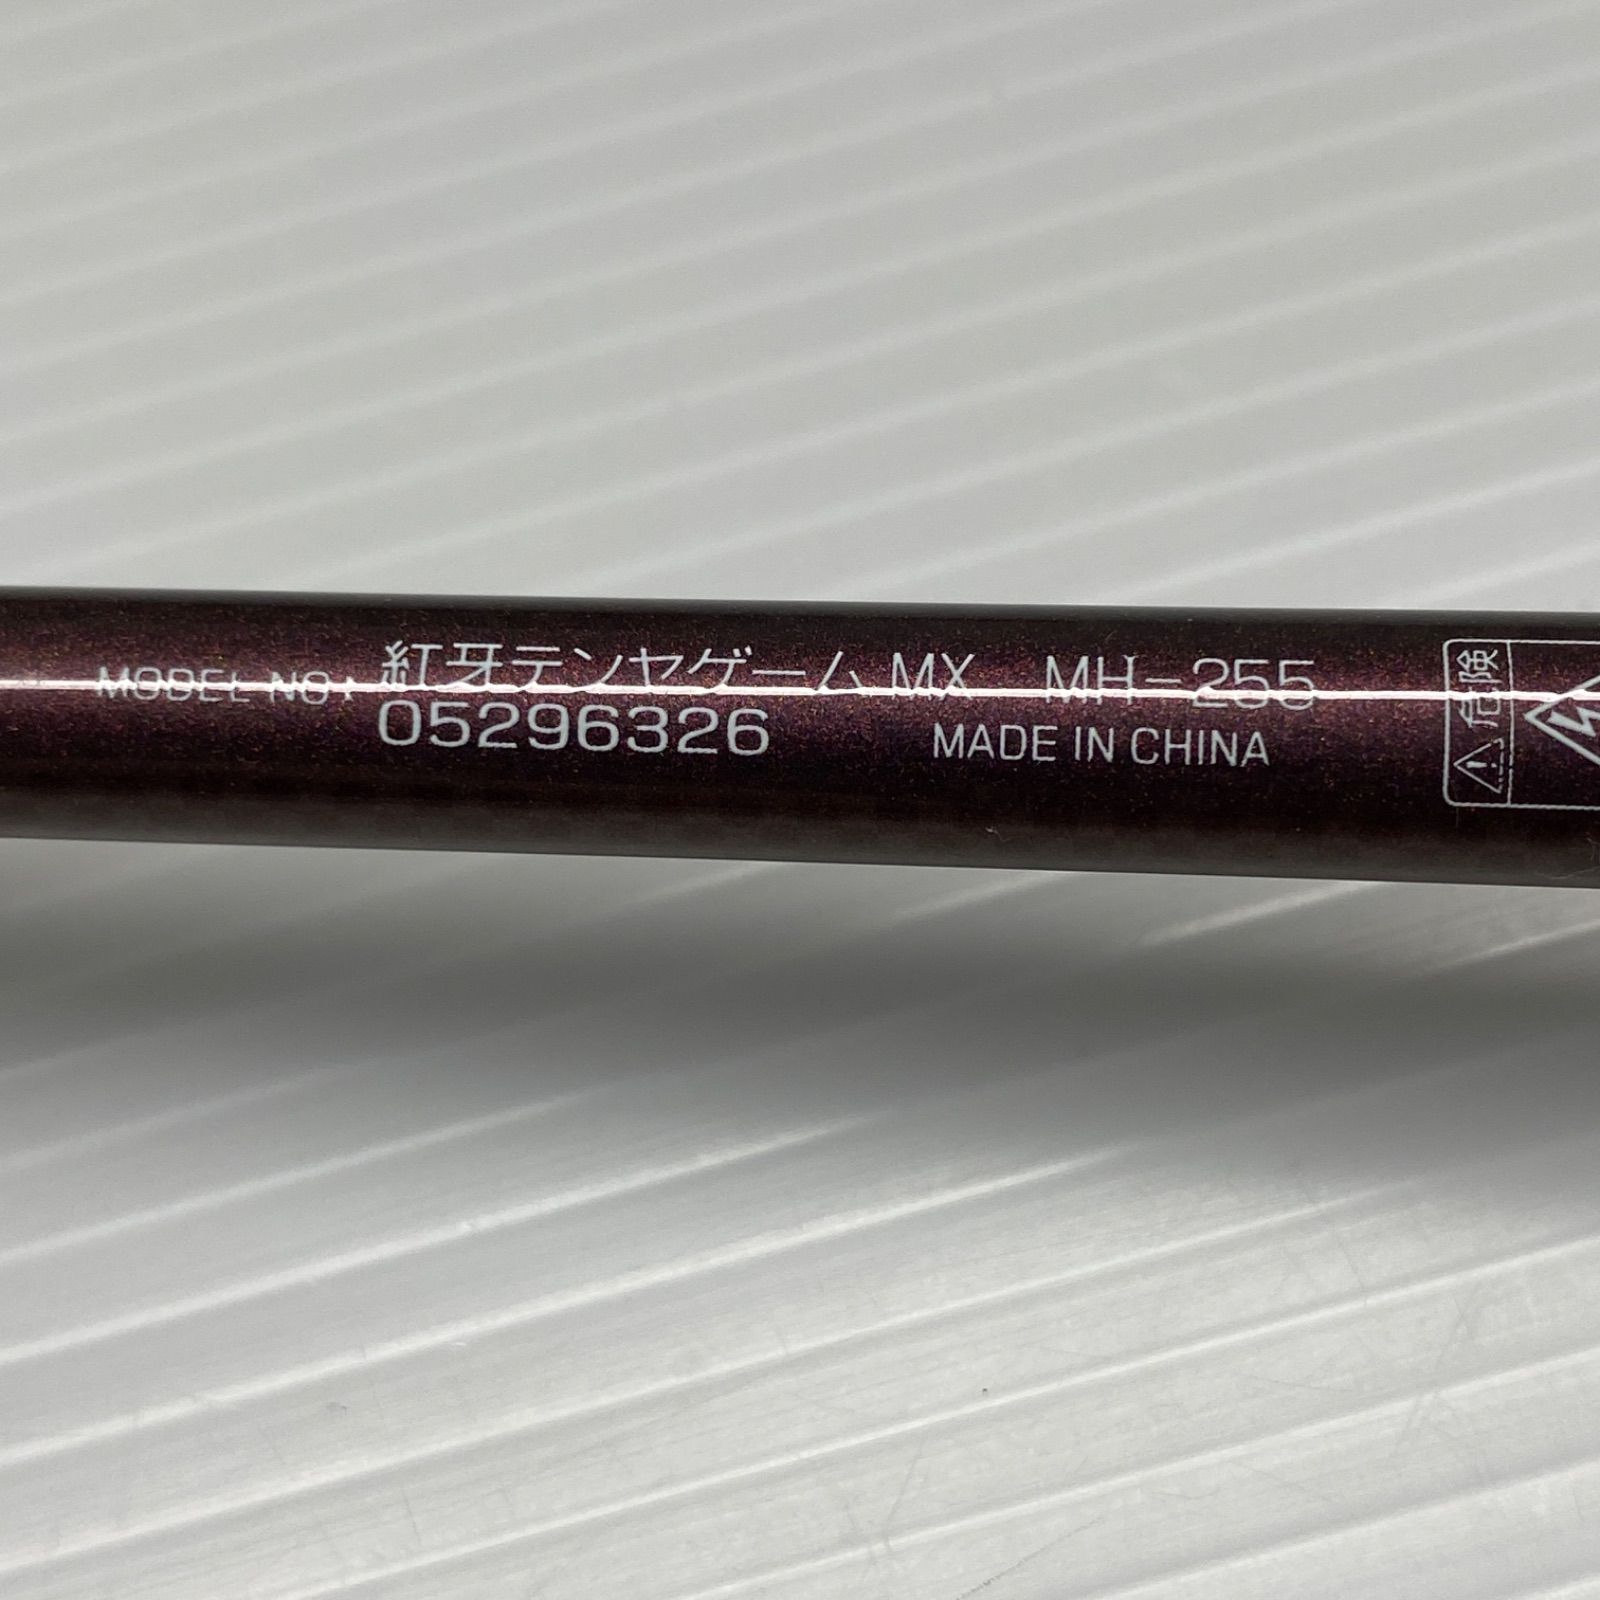 MODEL NO. 紅牙テンヤゲーム MX MH-255
05296326 MADE IN CHINA
危険